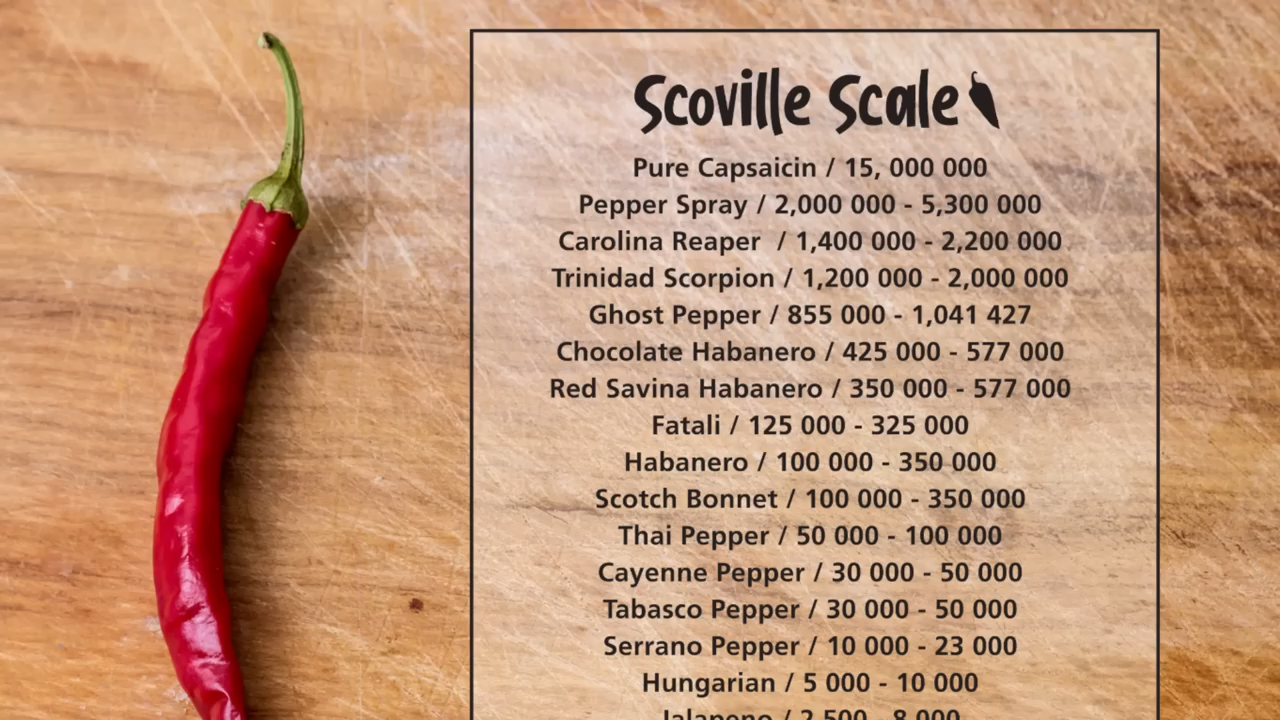 Scoville Scale
Pure Capsaicin / 15, 000 000
Pepper Spray / 2,000 000 - 5,300 000
Carolina Reaper / 1,400 000 - 2,200 000
Trinidad Scorpion / 1,200 000 - 2,000 000
Ghost Pepper / 855 000 - 1,041 427
Chocolate Habanero / 425 000 - 577 000
Red Savina Habanero / 350 000 - 577 000
Fatali / 125 000 - 325 000
Habanero / 100 000 - 350 000
Scotch Bonnet / 100 000 - 350 000
Thai Pepper / 50 000 - 100 000
Cayenne Pepper / 30 000 - 50 000
Tabasco Pepper / 30 000 - 50 000
Serrano Pepper / 10 000 - 23 000
Hungarian / 5 000 - 10 000
Jalapeno / 2 500 - 8 000